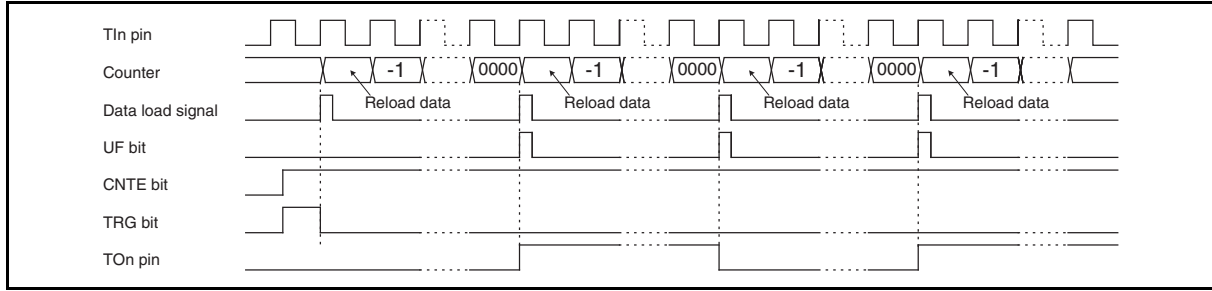 TIn pin
Counter -1 0000 -1 0000 -1 0000 -1
Reload data Reload data Reload data Reload data
Data load signal
UF bit
CNTE bit
TRG bit
TOn pin